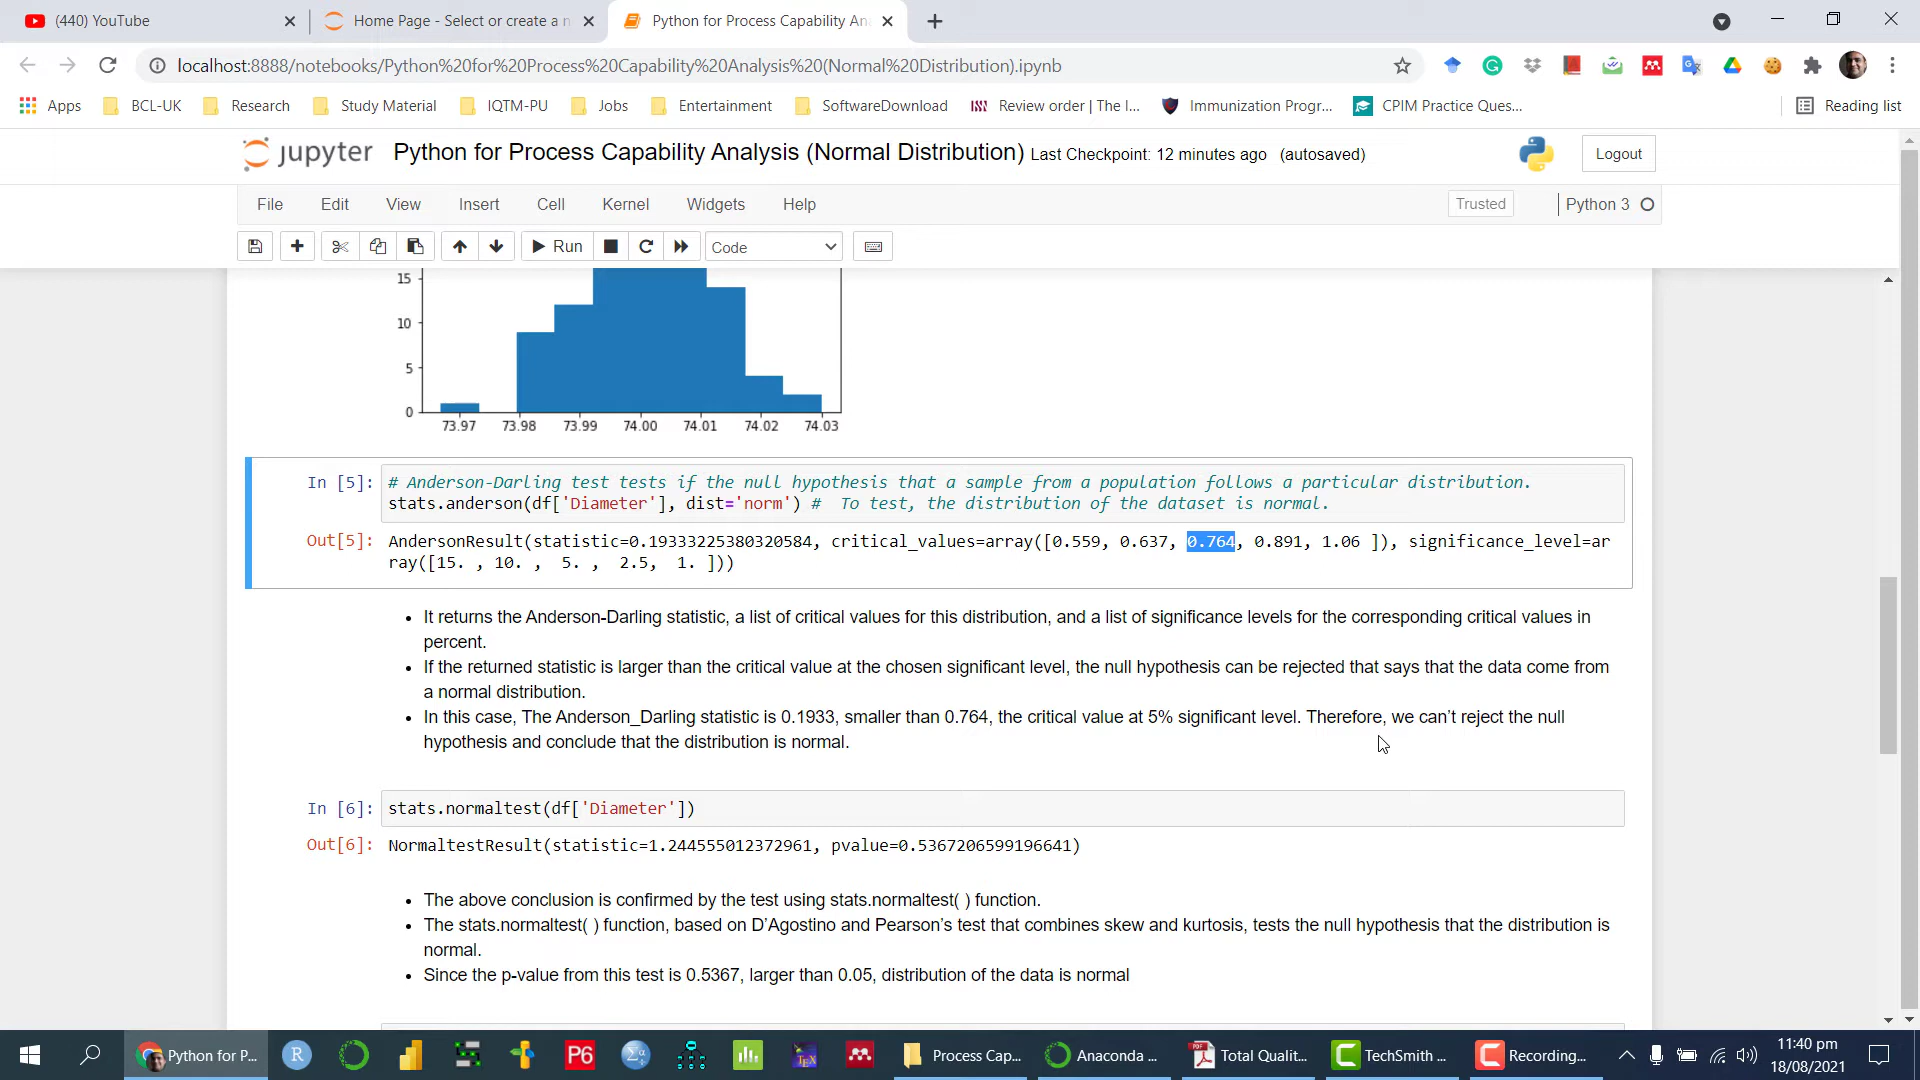 (440) YouTube
Home Page - Select or create a n
Python for Process Capability An
localhost:8888/notebooks/Python%20for%20Process%20Capability%20Analysis%20(Normal%20Distribution).ipynb
Apps BCL-UK Research Study Material IQTM-PU Jobs Entertainment SoftwareDownload Review order | The I... Immunization Progr... CPIM Practice Ques... Reading list
jupyter Python for Process Capability Analysis (Normal Distribution) Last Checkpoint: 12 minutes ago (autosaved) Logout
File Edit View Insert Cell Kernel Widgets Help Trusted Python 3
Run Code
15
10
5
0
73.97 73.98 73.99 74.00 74.01 74.02 74.03
In [5]: # Anderson-Darling test tests if the null hypothesis that a sample from a population follows a particular distribution.
stats.anderson(df['Diameter'], dist='norm') # To test, the distribution of the dataset is normal.
Out[5]: AndersonResult(statistic=0.19333225380320584, critical_values=array([0.559, 0.637, 0.764, 0.891, 1.06 ]), significance_level=ar
ray([15. , 10. , 5. , 2.5, 1. ]))
• It returns the Anderson-Darling statistic, a list of critical values for this distribution, and a list of significance levels for the corresponding critical values in
percent.
• If the returned statistic is larger than the critical value at the chosen significant level, the null hypothesis can be rejected that says that the data come from
a normal distribution.
• In this case, The Anderson_Darling statistic is 0.1933, smaller than 0.764, the critical value at 5% significant level. Therefore, we can't reject the null
hypothesis and conclude that the distribution is normal.
In [6]: stats.normaltest(df['Diameter'])
Out[6]: NormaltestResult(statistic=1.244555012372961, pvalue=0.5367206599196641)
• The above conclusion is confirmed by the test using stats.normaltest( ) function.
• The stats.normaltest( ) function, based on D'Agostino and Pearson's test that combines skew and kurtosis, tests the null hypothesis that the distribution is
normal.
• Since the p-value from this test is 0.5367, larger than 0.05, distribution of the data is normal
Python for P... R P6 TEX Process Cap... Anaconda ... Total Qualit... TechSmith ... Recording... 11:40 pm
18/08/2021